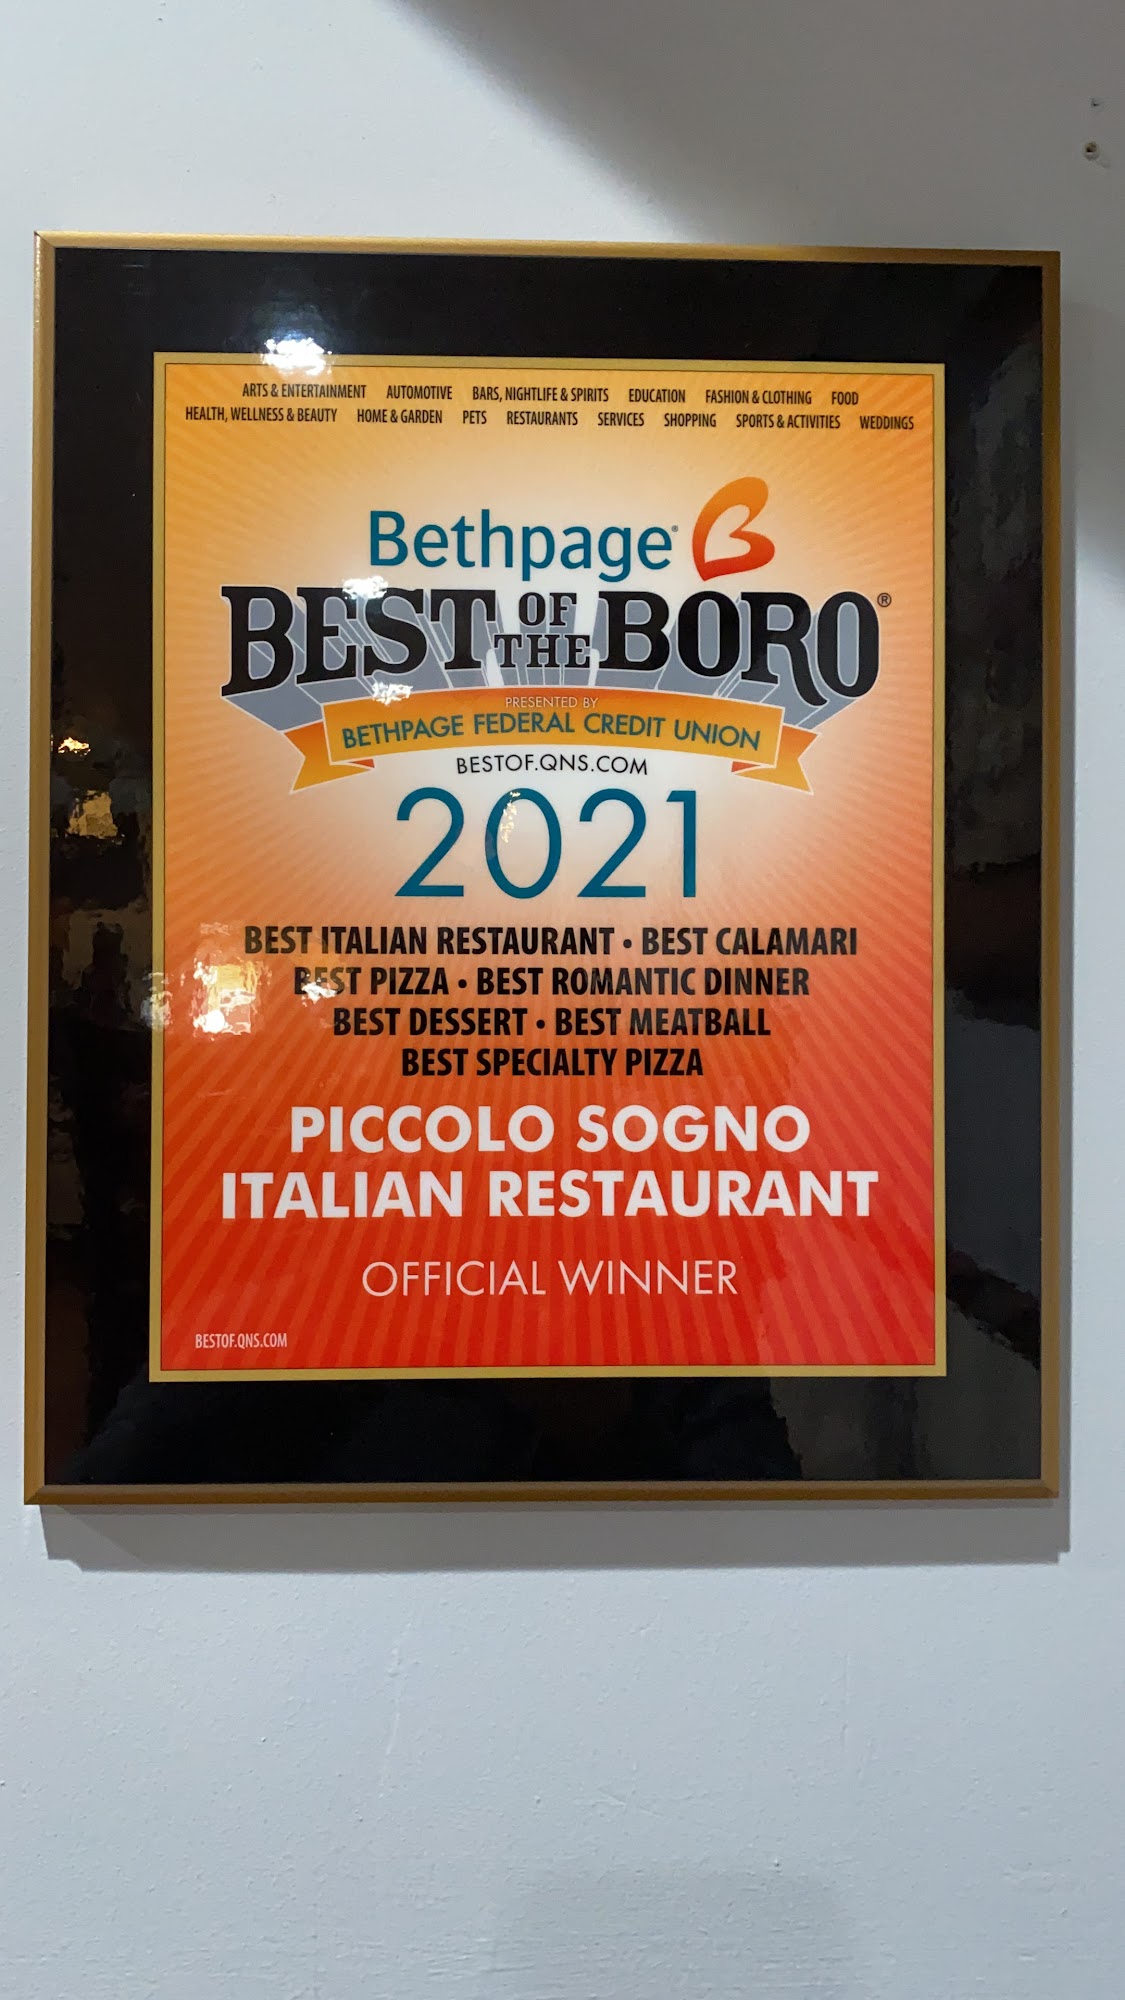 ARTS & ENTERTAINMENT AUTOMOTIVE BARS, NIGHTLIFE & SPIRITS EDUCATION FASHION & CLOTHING FOOD
HEALTH, WELLNESS & BEAUTY HOME & GARDEN PETS RESTAURANTS SERVICES SHOPPING SPORTS & ACTIVITIES WEDDINGS
Bethpage®
BEST OF THE BORO®
PRESENTED BY
BETHPAGE FEDERAL CREDIT UNION
BESTOF.QNS.COM
2021
BEST ITALIAN RESTAURANT • BEST CALAMARI
BEST PIZZA • BEST ROMANTIC DINNER
BEST DESSERT • BEST MEATBALL
BEST SPECIALTY PIZZA
PICCOLO SOGNO
ITALIAN RESTAURANT
OFFICIAL WINNER
BESTOF.QNS.COM